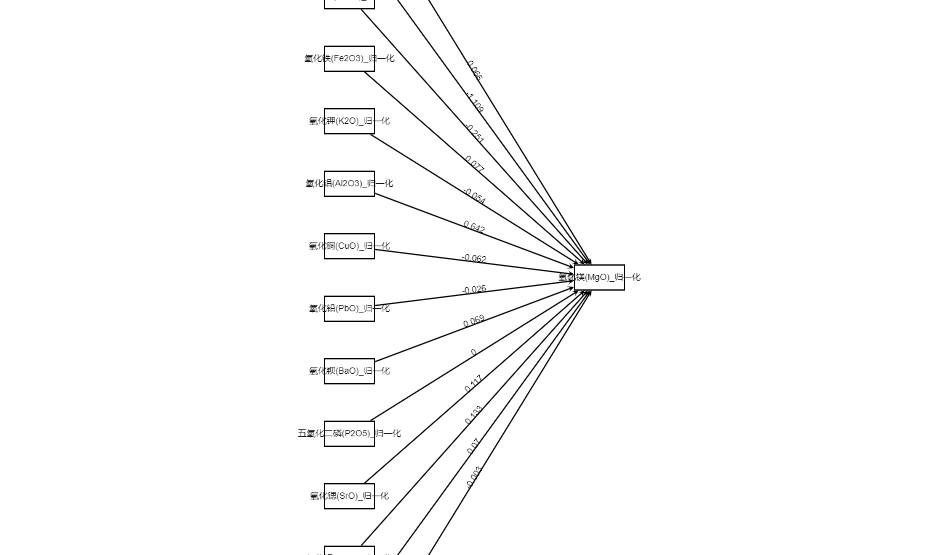 氧化铁(Fe2O3)_归一化
氧化钾(K2O)_归一化
氧化铝(Al2O3)_归一化
氧化铜(CuO)_归一化
氧化铅(PbO)_归一化
氧化钡(BaO)_归一化
五氧化二磷(P2O5)_归一化
氧化锶(SrO)_归一化
0.066
-1.109
-0.251
0.077
-0.054
0.642
-0.062
-0.026
0.069
0
0.117
0.133
0.07
-0.003
氧化镁(MgO)_归一化